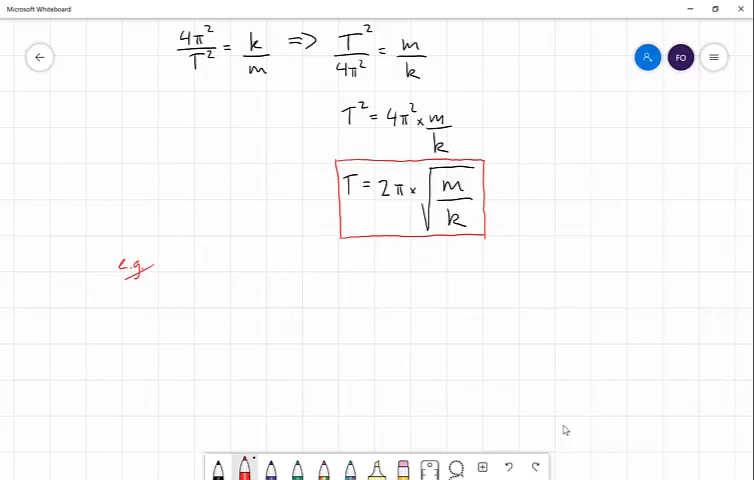 Microsoft Whiteboard
FO
4π²/T² = k/m => T²/4π² = m/k
T² = 4π² × m/k
T = 2π × √(m/k)
e.g.